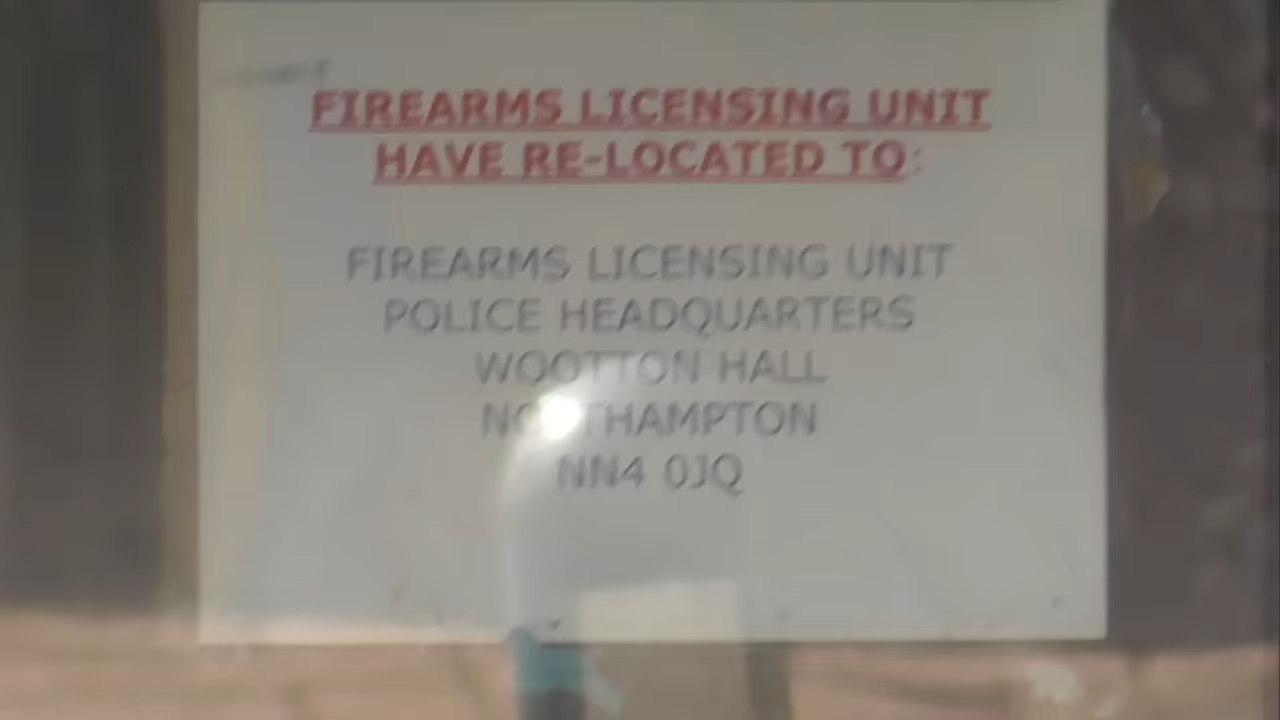 FIREARMS LICENSING UNIT
HAVE RE-LOCATED TO:
FIREARMS LICENSING UNIT
POLICE HEADQUARTERS
WOOTTON HALL
NORTHAMPTON
NN4 0JQ